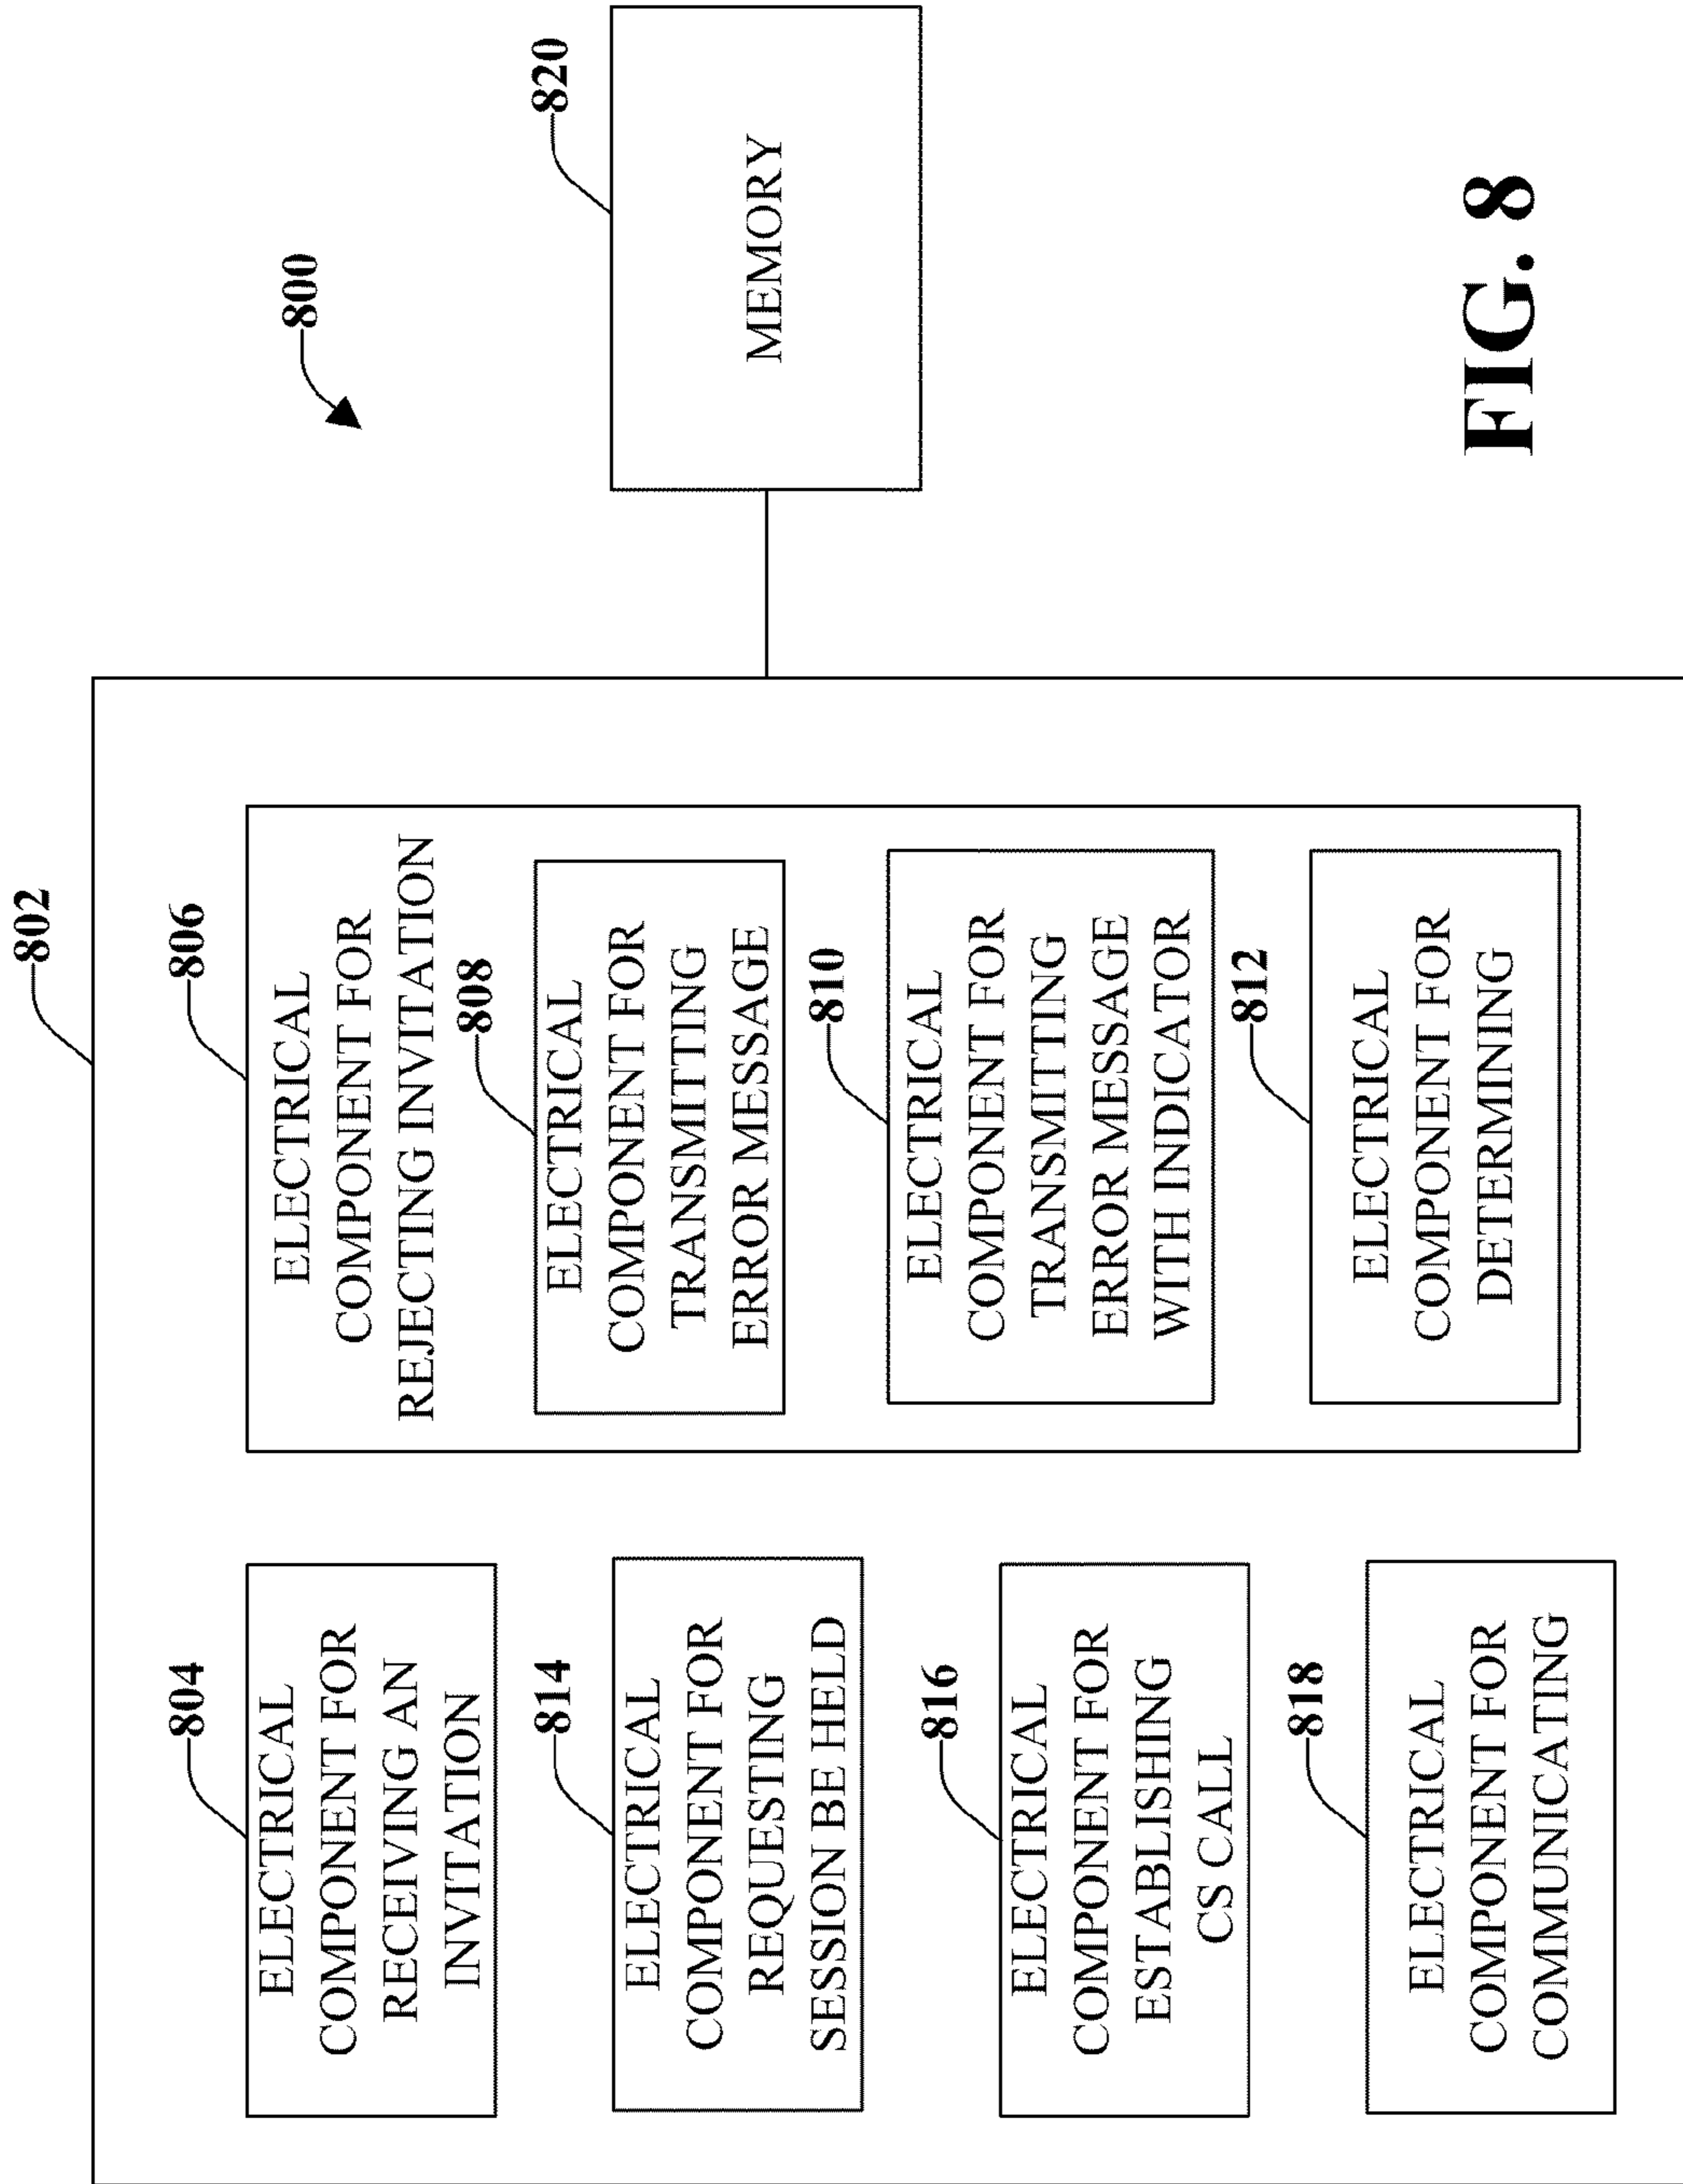 800
802
804
ELECTRICAL
COMPONENT FOR
RECEIVING AN
INVITATION
806
ELECTRICAL
COMPONENT FOR
REJECTING INVITATION
808
ELECTRICAL
COMPONENT FOR
TRANSMITTING
ERROR MESSAGE
810
ELECTRICAL
COMPONENT FOR
TRANSMITTING
ERROR MESSAGE
WITH INDICATOR
812
ELECTRICAL
COMPONENT FOR
DETERMINING
814
ELECTRICAL
COMPONENT FOR
REQUESTING
SESSION BE HELD
816
ELECTRICAL
COMPONENT FOR
ESTABLISHING
CS CALL
818
ELECTRICAL
COMPONENT FOR
COMMUNICATING
820
MEMORY
FIG. 8